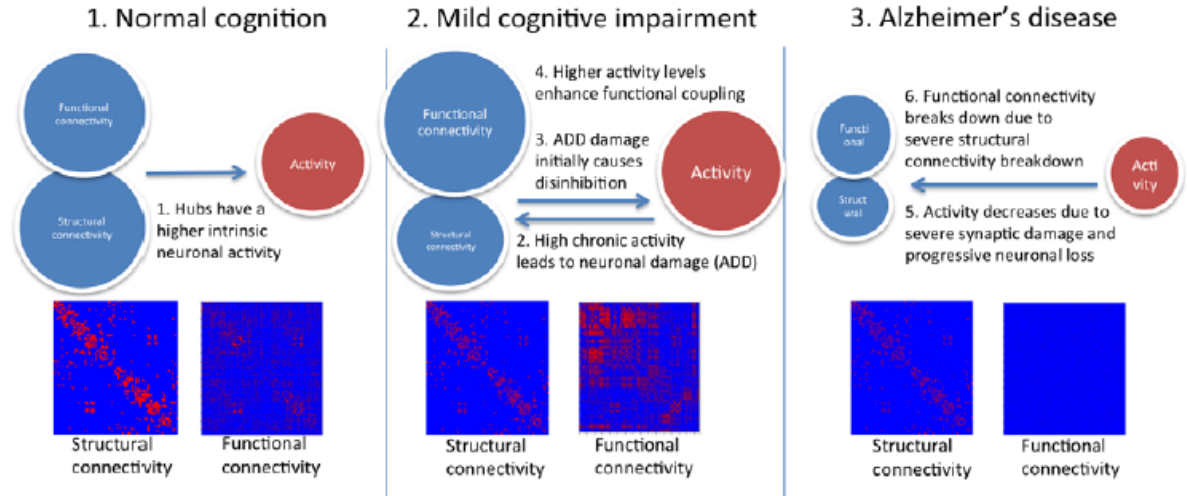 1. Normal cognition
Functional
connectivity
Structural
connectivity
Activity
1. Hubs have a
higher intrinsic
neuronal activity
Structural
connectivity
Functional
connectivity
2. Mild cognitive impairment
Functional
connectivity
Structural
connectivity
4. Higher activity levels
enhance functional coupling
3. ADD damage
initially causes
disinhibition
Activity
2. High chronic activity
leads to neuronal damage (ADD)
Structural
connectivity
Functional
connectivity
3. Alzheimer's disease
Functi
onal
Struct
ural
6. Functional connectivity
breaks down due to
severe structural
connectivity breakdown
Acti
vity
5. Activity decreases due to
severe synaptic damage and
progressive neuronal loss
Structural
connectivity
Functional
connectivity